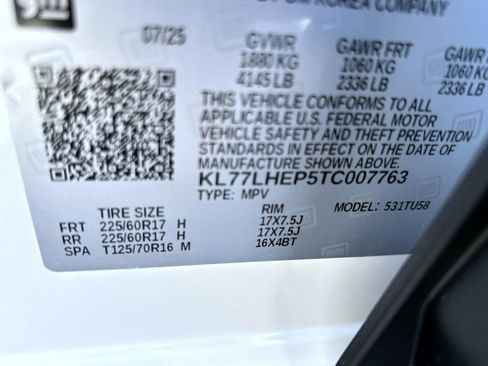 gm
GM KOREA COMPANY
07/25 GVWR GAWR FRT GAWR
1880 KG 1060 KG 1060 KG
4145 LB 2336 LB 2336 LB
THIS VEHICLE CONFORMS TO ALL
APPLICABLE U.S. FEDERAL MOTOR
VEHICLE SAFETY AND THEFT PREVENTION
STANDARDS IN EFFECT ON THE DATE OF
MANUFACTURE SHOWN ABOVE.
KL77LHEP5TC007763
TYPE: MPV MODEL: 531TU58
TIRE SIZE RIM
FRT 225/60R17 H 17X7.5J
RR 225/60R17 H 17X7.5J
SPA T125/70R16 M 16X4BT